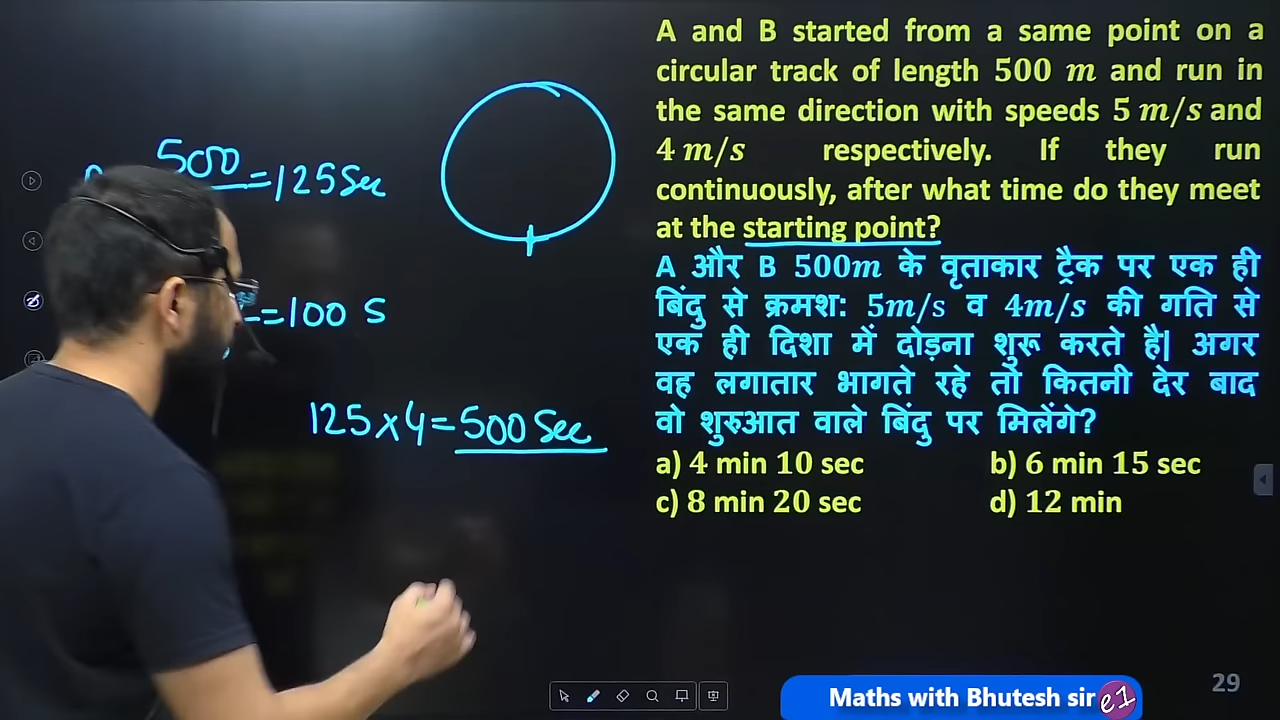 500
=125 Sec
=100 S
125×4=500 Sec
A and B started from a same point on a
circular track of length 500 m and run in
the same direction with speeds 5 m/s and
4 m/s respectively. If they run
continuously, after what time do they meet
at the starting point?
A और B 500m के वृताकार ट्रैक पर एक ही
बिंदु से क्रमश: 5m/s व 4m/s की गति से
एक ही दिशा में दोड़ना शुरू करते है| अगर
वह लगातार भागते रहे तो कितनी देर बाद
वो शुरुआत वाले बिंदु पर मिलेंगे?
a) 4 min 10 sec b) 6 min 15 sec
c) 8 min 20 sec d) 12 min
Maths with Bhutesh sir e1
29